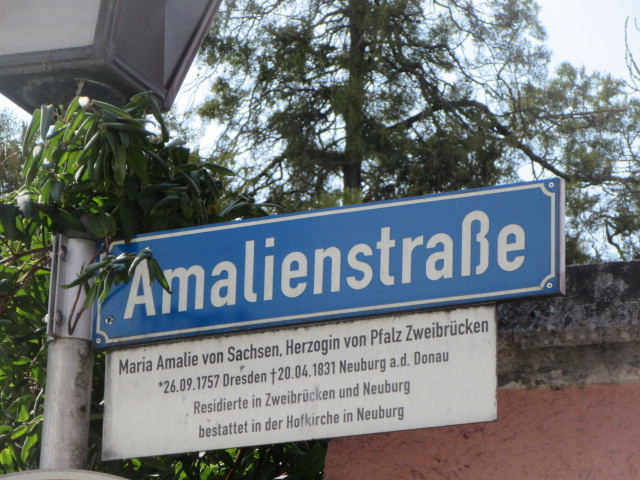 Amalienstraße
Maria Amalie von Sachsen, Herzogin von Pfalz Zweibrücken
*26.09.1757 Dresden †20.04.1831 Neuburg a.d. Donau
Residierte in Zweibrücken und Neuburg
bestattet in der Hofkirche in Neuburg